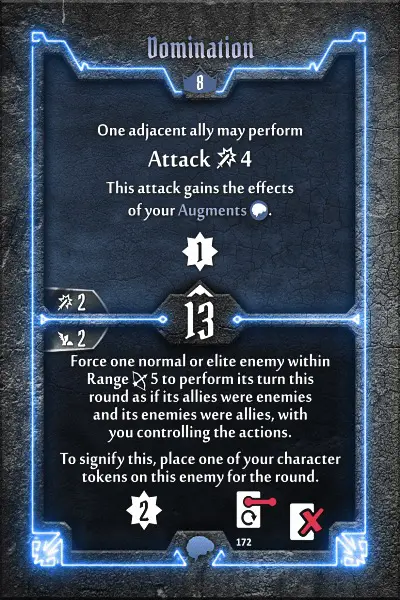 Domination
8
One adjacent ally may perform
Attack 4
This attack gains the effects
of your Augments .
1
2
13
2
Force one normal or elite enemy within
Range 5 to perform its turn this
round as if its allies were enemies
and its enemies were allies, with
you controlling the actions.
To signify this, place one of your character
tokens on this enemy for the round.
2
172